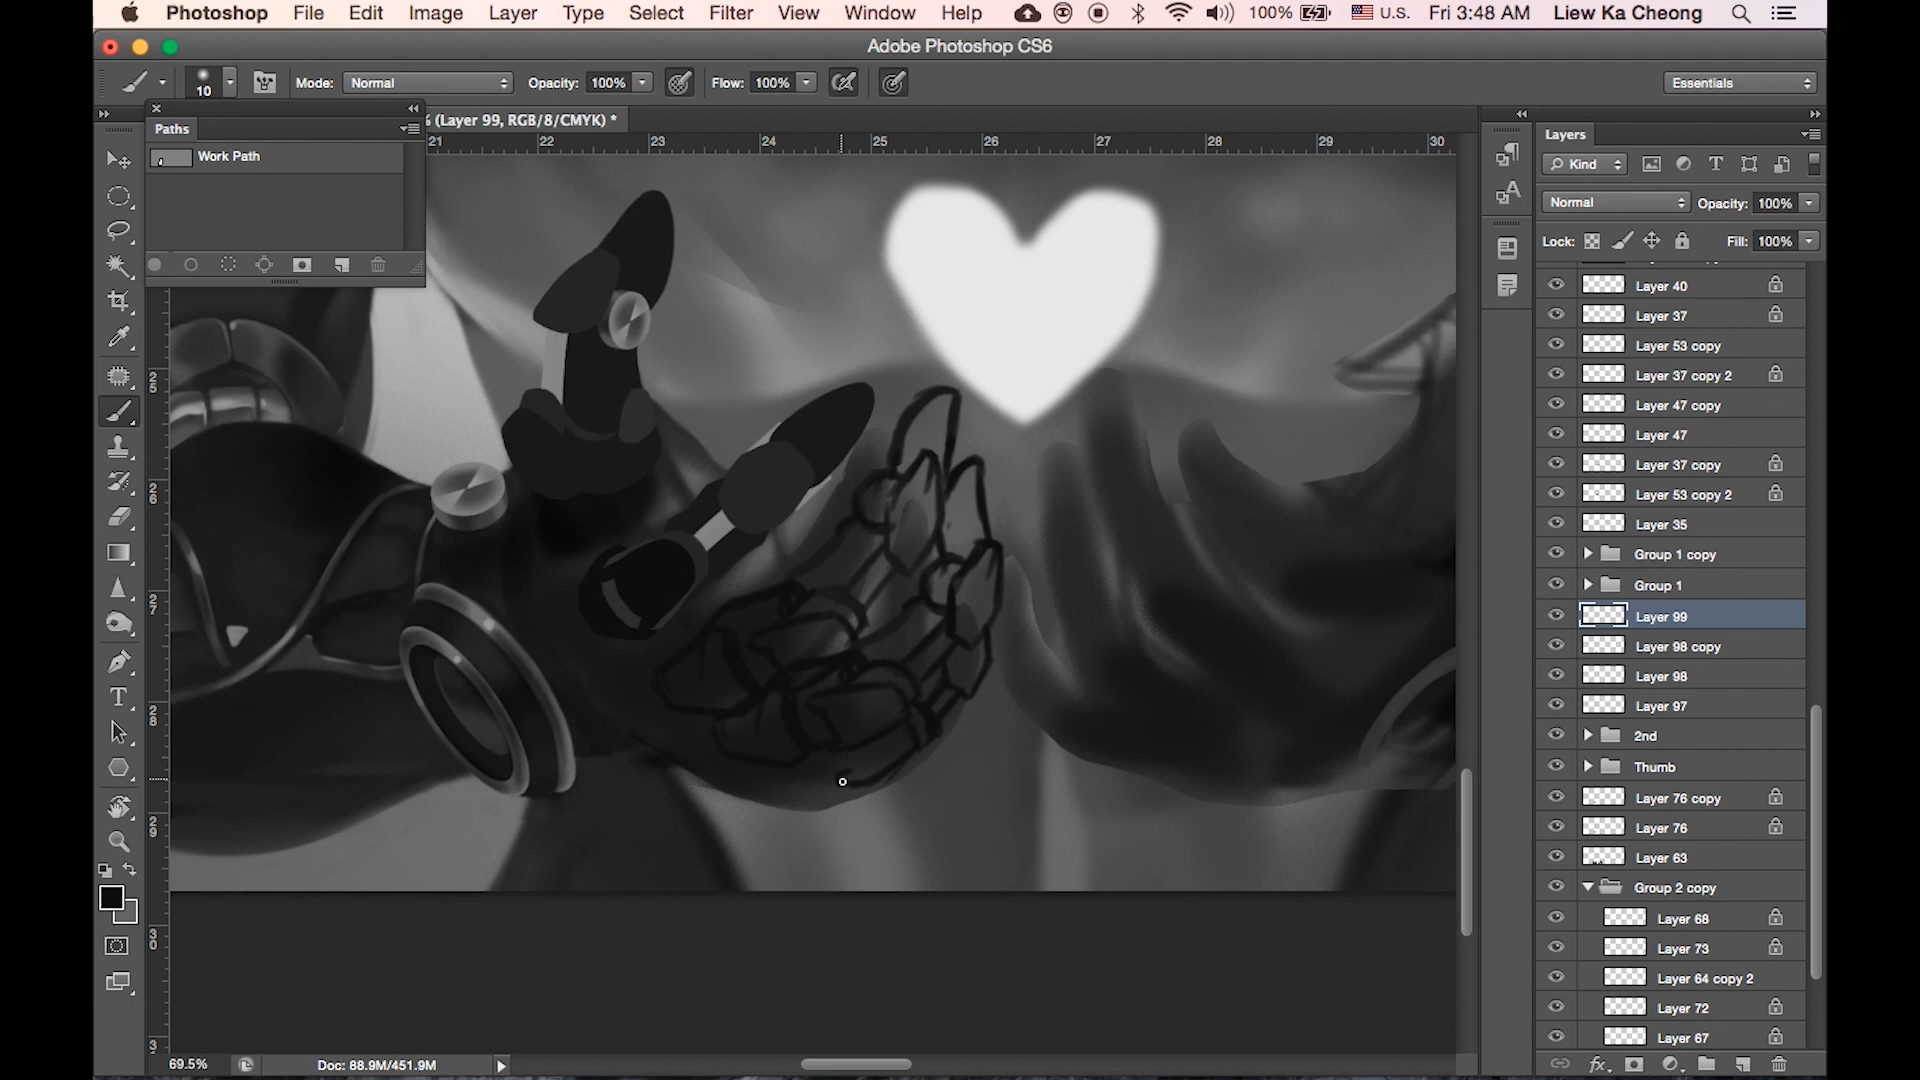 Photoshop File Edit Image Layer Type Select Filter View Window Help 100% U.S. Fri 3:48 AM Liew Ka Cheong
Adobe Photoshop CS6
10 Mode: Normal Opacity: 100% Flow: 100% Essentials
Paths
% (Layer 99, RGB/8/CMYK) *
Layers
Work Path
21 22 23 24 25 26 27 28 29 30
Kind
Normal Opacity: 100%
Lock: Fill: 100%
Layer 40
Layer 37
Layer 53 copy
Layer 37 copy 2
Layer 47 copy
Layer 47
Layer 37 copy
Layer 53 copy 2
Layer 35
Group 1 copy
Group 1
Layer 99
Layer 98 copy
Layer 98
Layer 97
2nd
Thumb
Layer 76 copy
Layer 76
Layer 63
Group 2 copy
Layer 68
Layer 73
Layer 64 copy 2
Layer 72
Layer 67
25
26
27
28
29
30
69.5% Doc: 88.9M/451.9M